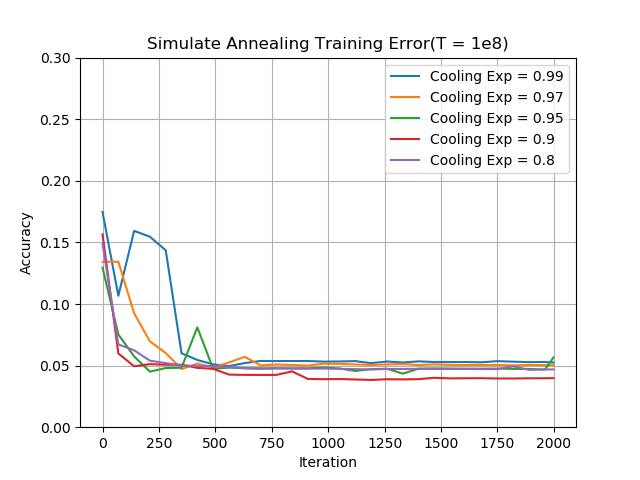 Simulate Annealing Training Error(T = 1e8)
0.30
0.25
0.20
0.15
0.10
0.05
0.00
Accuracy
Cooling Exp = 0.99
Cooling Exp = 0.97
Cooling Exp = 0.95
Cooling Exp = 0.9
Cooling Exp = 0.8
0 250 500 750 1000 1250 1500 1750 2000
Iteration